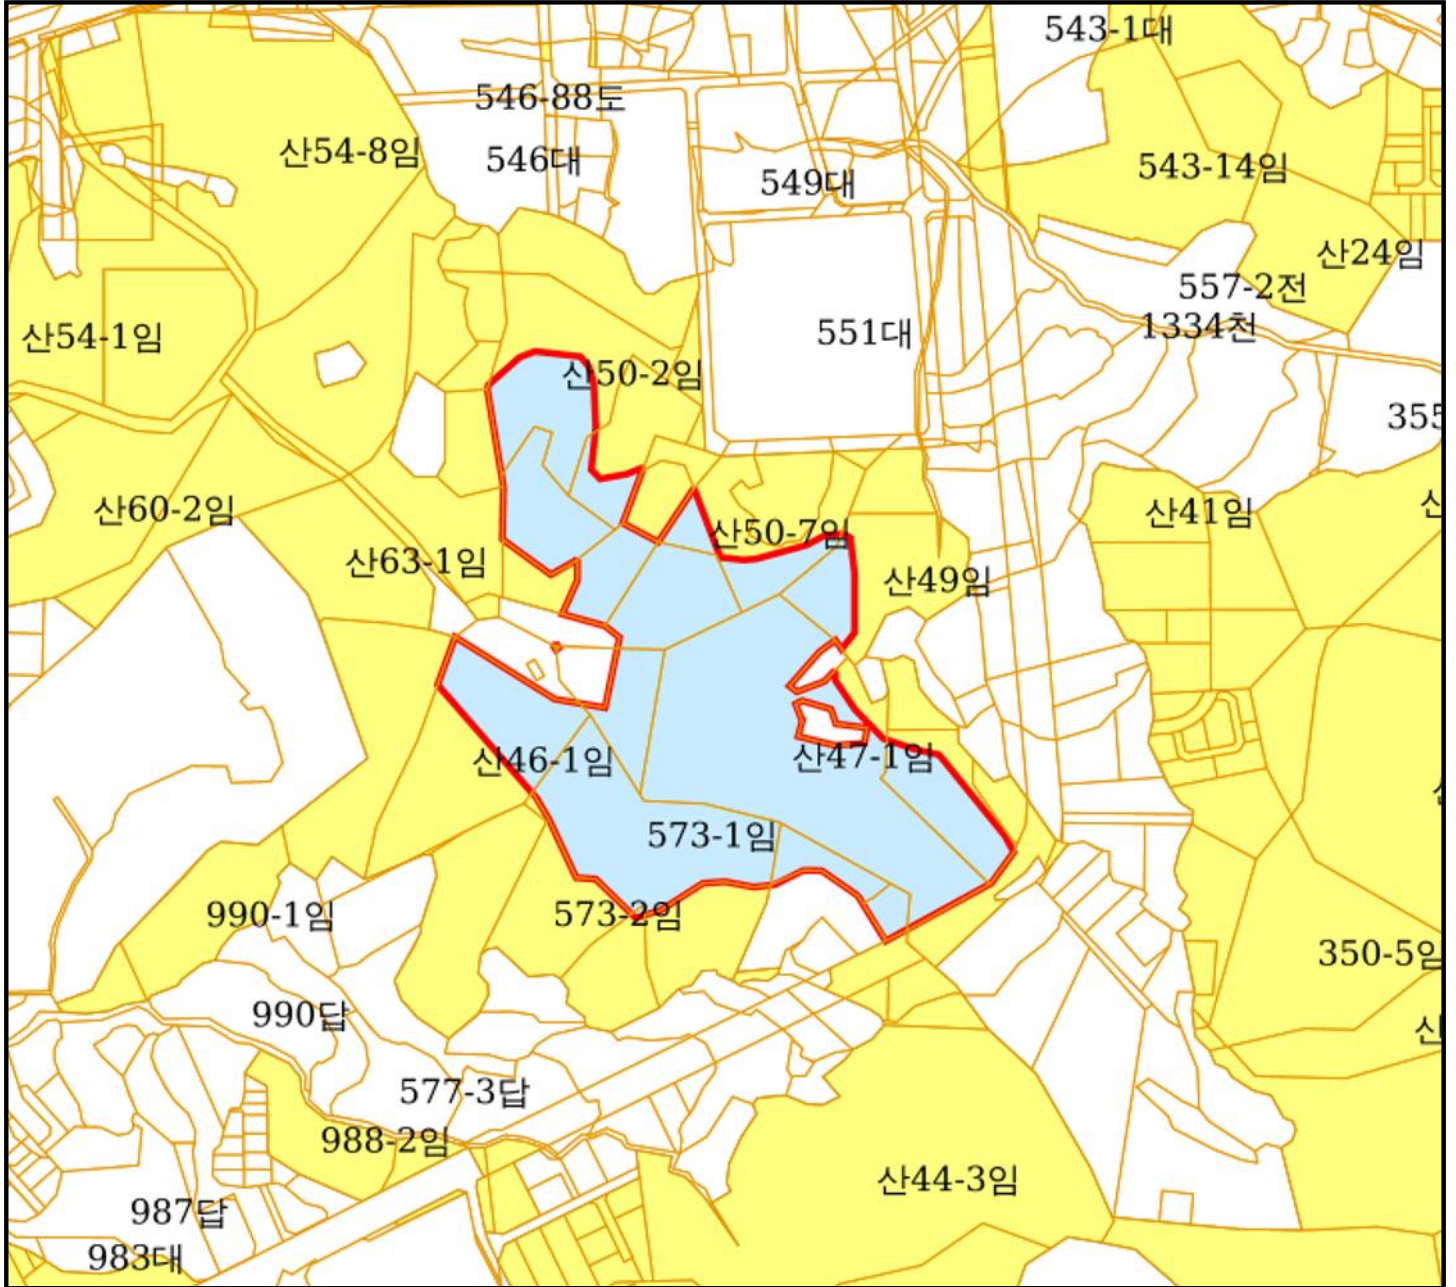 543-1대
546-88토
산54-8임
546대
543-14임
549대
산24임
557-2전
1334천
551대
산54-1임
산50-2임
355
산60-2임
산41임
산
산50-7임
산63-1임
산49임
산46-1임
산47-1임
573-1임
990-1임
573-2임
350-5임
990답
산
577-3답
988-2임
산44-3임
987답
983대